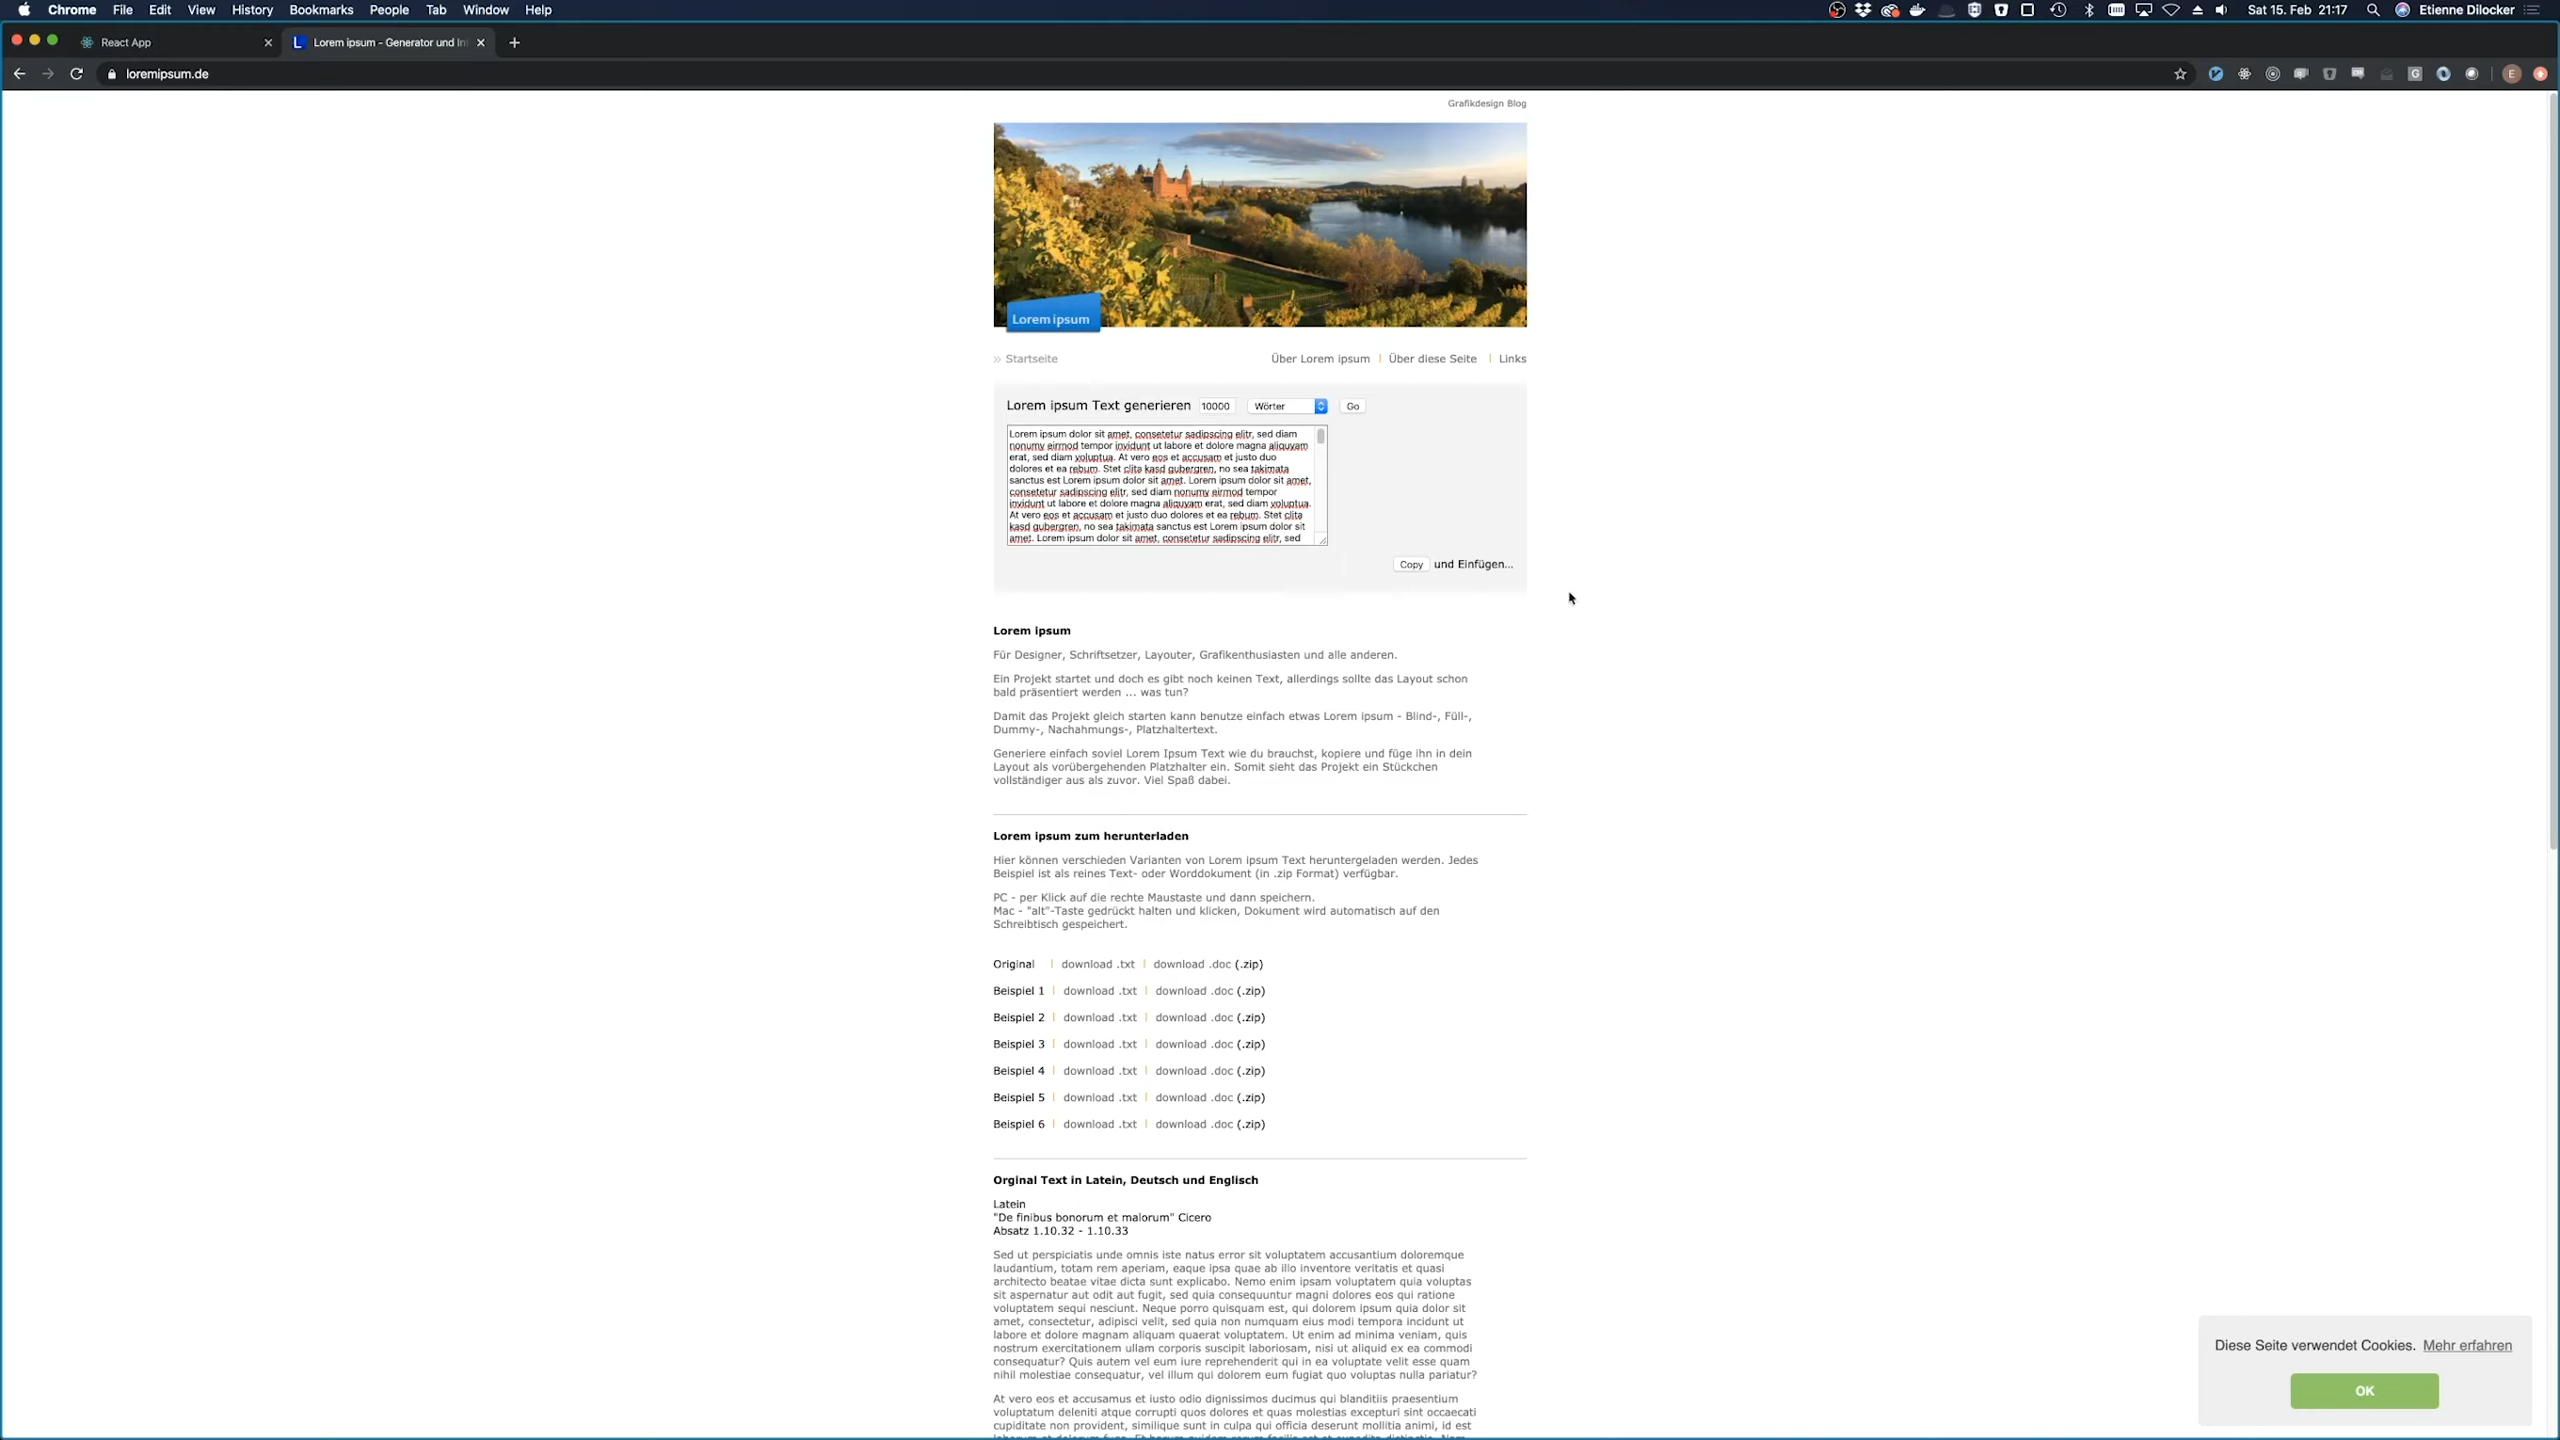 Chrome File Edit View History Bookmarks People Tab Window Help
Sat 15. Feb 21:17 Etienne Dilocker
React App
Lorem ipsum - Generator und In
loremipsum.de
Grafikdesign Blog
Lorem ipsum
» Startseite
Über Lorem ipsum | Über diese Seite | Links
Lorem ipsum Text generieren 10000 Wörter Go
Lorem ipsum dolor sit amet, consetetur sadipscing elitr, sed diam
nonumy eirmod tempor invidunt ut labore et dolore magna aliquyam
erat, sed diam voluptua. At vero eos et accusam et justo duo
dolores et ea rebum. Stet clita kasd gubergren, no sea takimata
sanctus est Lorem ipsum dolor sit amet. Lorem ipsum dolor sit amet,
consetetur sadipscing elitr, sed diam nonumy eirmod tempor
invidunt ut labore et dolore magna aliquyam erat, sed diam voluptua.
At vero eos et accusam et justo duo dolores et ea rebum. Stet clita
kasd gubergren, no sea takimata sanctus est Lorem ipsum dolor sit
amet. Lorem ipsum dolor sit amet, consetetur sadipscing elitr, sed
Copy und Einfügen...
Lorem ipsum
Für Designer, Schriftsetzer, Layouter, Grafikenthusiasten und alle anderen.
Ein Projekt startet und doch es gibt noch keinen Text, allerdings sollte das Layout schon
bald präsentiert werden ... was tun?
Damit das Projekt gleich starten kann benutze einfach etwas Lorem ipsum - Blind-, Füll-,
Dummy-, Nachahmungs-, Platzhaltertext.
Generiere einfach soviel Lorem Ipsum Text wie du brauchst, kopiere und füge ihn in dein
Layout als vorübergehenden Platzhalter ein. Somit sieht das Projekt ein Stückchen
vollständiger aus als zuvor. Viel Spaß dabei.
Lorem ipsum zum herunterladen
Hier können verschieden Varianten von Lorem ipsum Text heruntergeladen werden. Jedes
Beispiel ist als reines Text- oder Worddokument (in .zip Format) verfügbar.
PC - per Klick auf die rechte Maustaste und dann speichern.
Mac - "alt"-Taste gedrückt halten und klicken, Dokument wird automatisch auf den
Schreibtisch gespeichert.
Original | download .txt | download .doc (.zip)
Beispiel 1 | download .txt | download .doc (.zip)
Beispiel 2 | download .txt | download .doc (.zip)
Beispiel 3 | download .txt | download .doc (.zip)
Beispiel 4 | download .txt | download .doc (.zip)
Beispiel 5 | download .txt | download .doc (.zip)
Beispiel 6 | download .txt | download .doc (.zip)
Orginal Text in Latein, Deutsch und Englisch
Latein
"De finibus bonorum et malorum" Cicero
Absatz 1.10.32 - 1.10.33
Sed ut perspiciatis unde omnis iste natus error sit voluptatem accusantium doloremque
laudantium, totam rem aperiam, eaque ipsa quae ab illo inventore veritatis et quasi
architecto beatae vitae dicta sunt explicabo. Nemo enim ipsam voluptatem quia voluptas
sit aspernatur aut odit aut fugit, sed quia consequuntur magni dolores eos qui ratione
voluptatem sequi nesciunt. Neque porro quisquam est, qui dolorem ipsum quia dolor sit
amet, consectetur, adipisci velit, sed quia non numquam eius modi tempora incidunt ut
labore et dolore magnam aliquam quaerat voluptatem. Ut enim ad minima veniam, quis
nostrum exercitationem ullam corporis suscipit laboriosam, nisi ut aliquid ex ea commodi
consequatur? Quis autem vel eum iure reprehenderit qui in ea voluptate velit esse quam
nihil molestiae consequatur, vel illum qui dolorem eum fugiat quo voluptas nulla pariatur?
At vero eos et accusamus et iusto odio dignissimos ducimus qui blanditiis praesentium
voluptatum deleniti atque corrupti quos dolores et quas molestias excepturi sint occaecati
cupiditate non provident, similique sunt in culpa qui officia deserunt mollitia animi, id est
Diese Seite verwendet Cookies. Mehr erfahren
OK